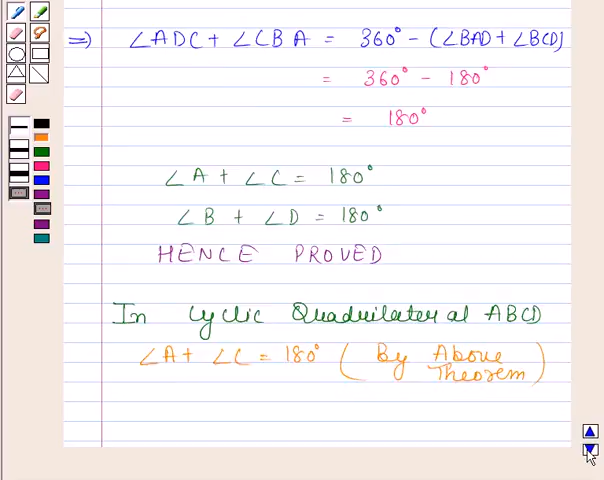 ⇒ ∠ADC + ∠CBA = 360° - (∠BAD + ∠BCD)
= 360° - 180°
= 180°
∠A + ∠C = 180°
∠B + ∠D = 180°
HENCE PROVED
In Cyclic Quadrilateral ABCD
∠A + ∠C = 180° (By Above
Theorem)